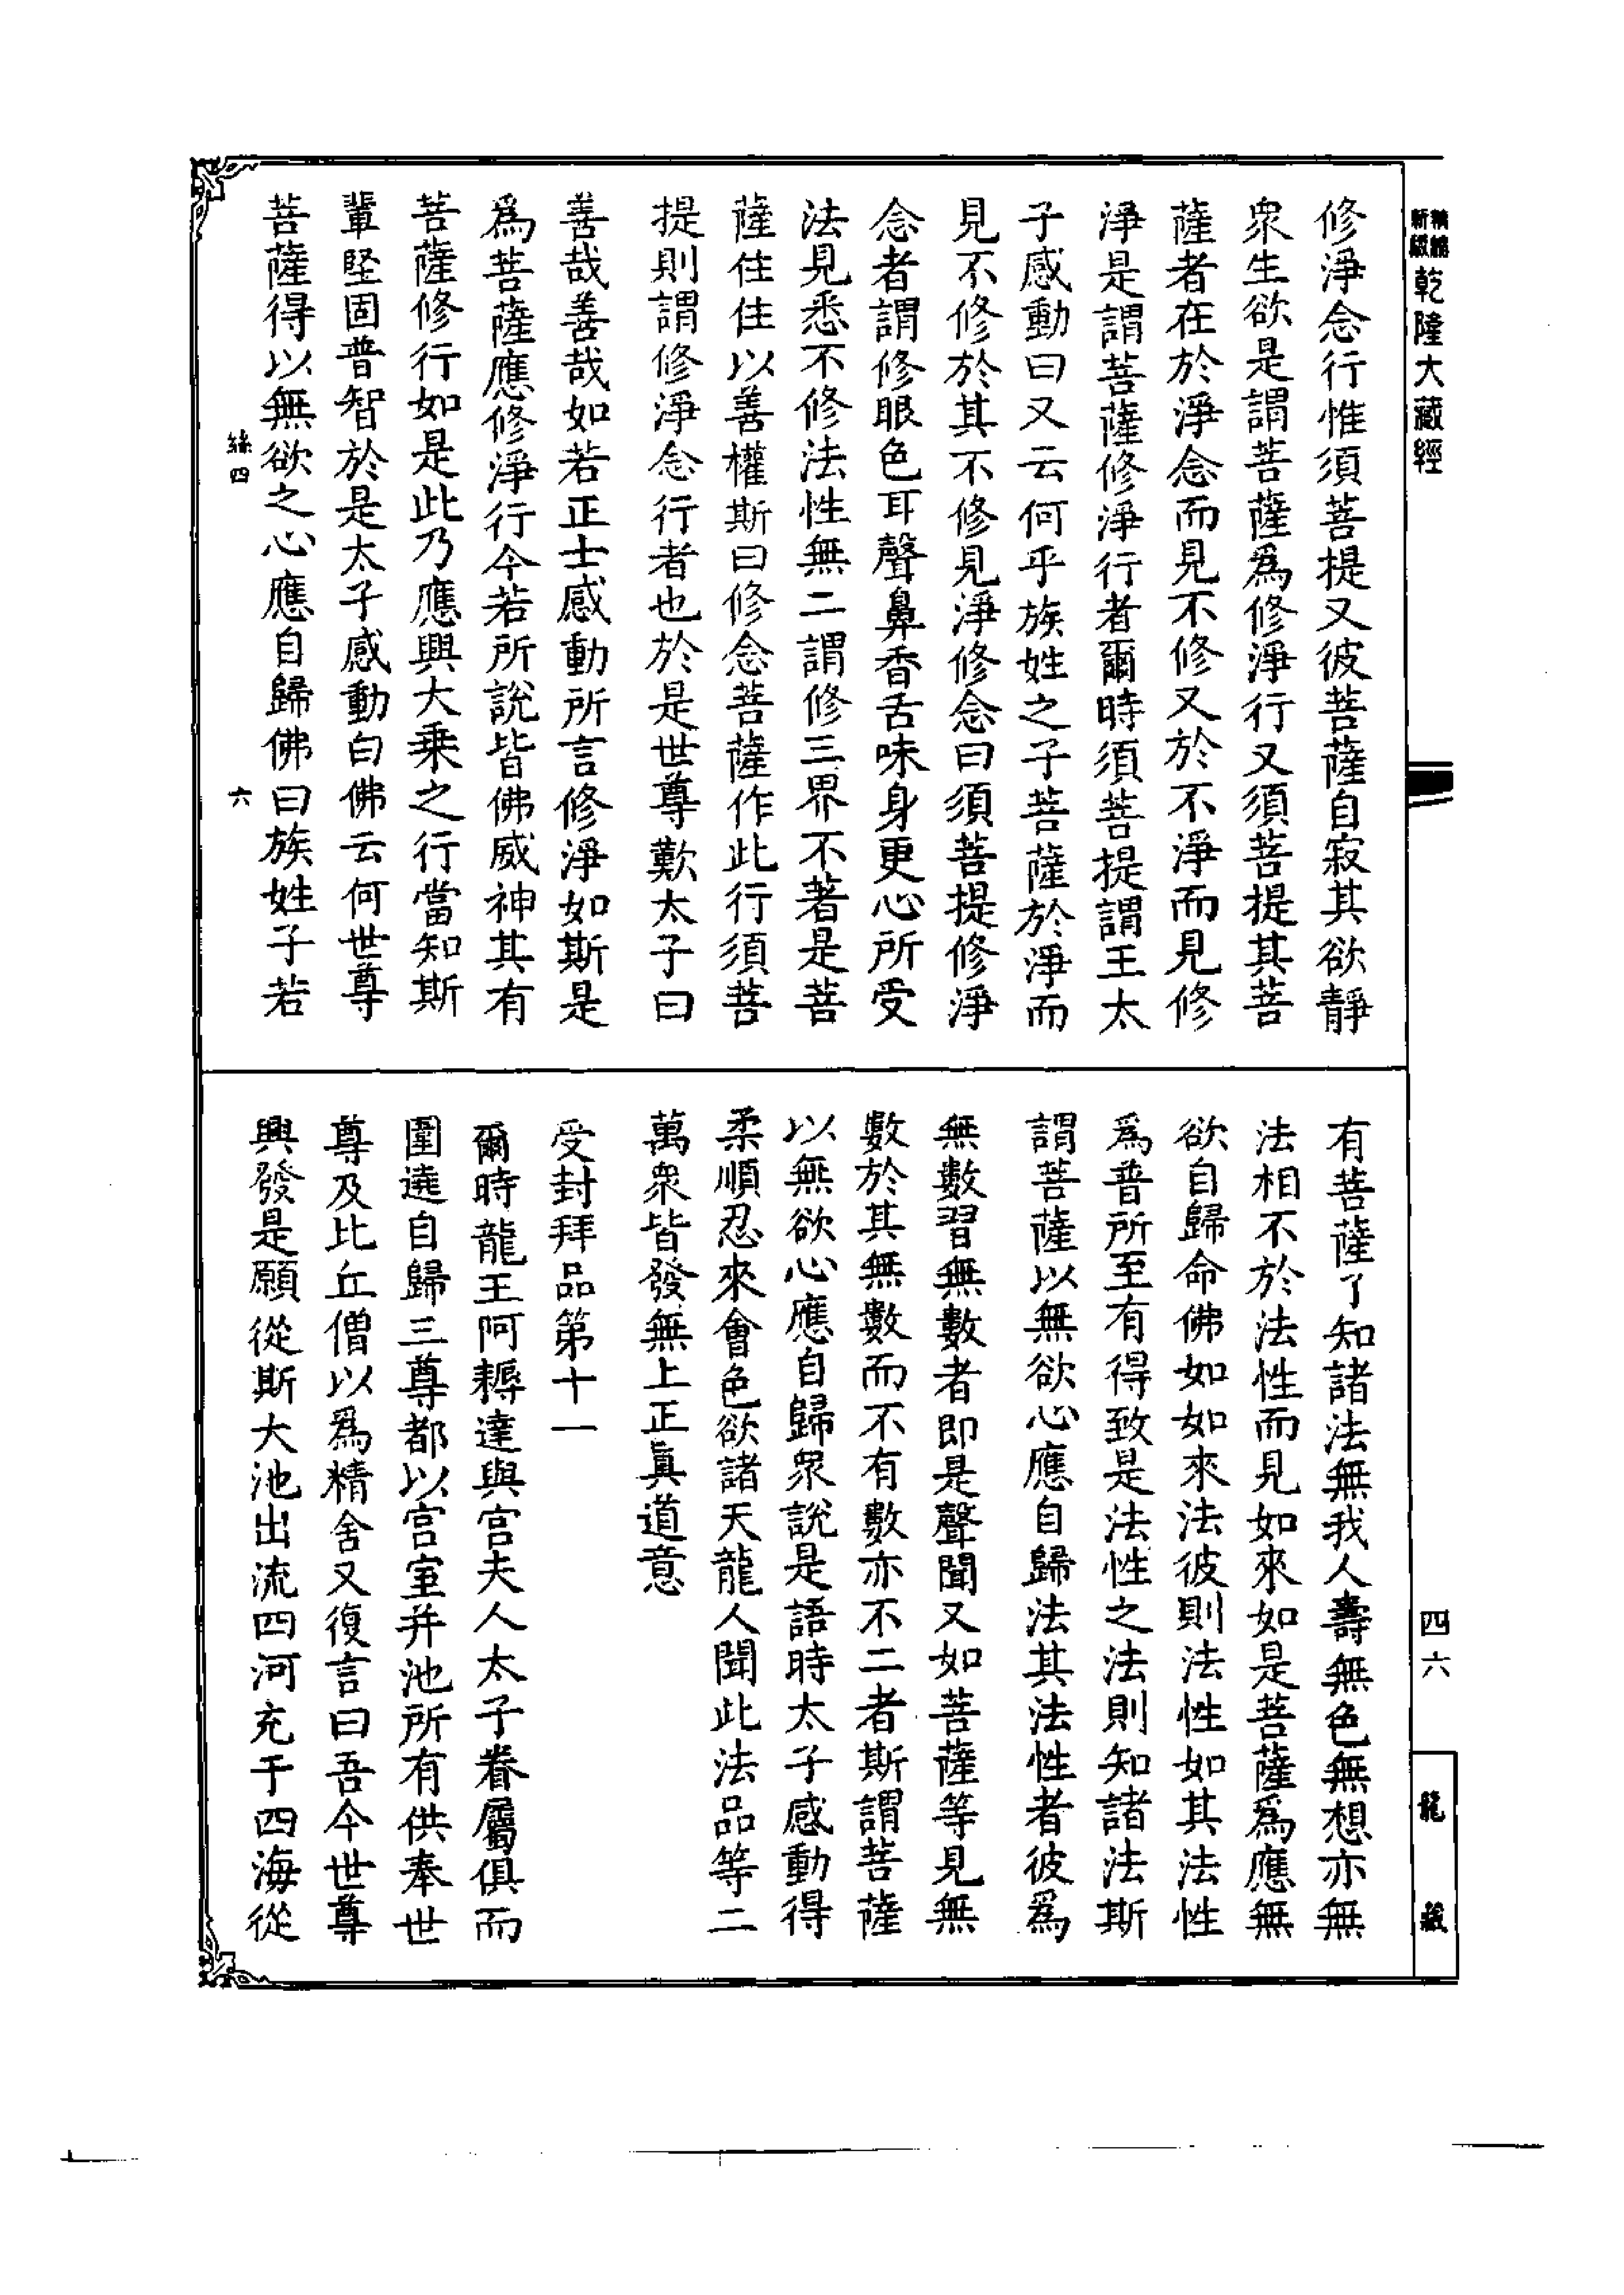 精縮
新纂
乾隆大藏經
修淨念行惟須菩提又彼菩薩自寂其欲靜
衆生欲是謂菩薩爲修淨行又須菩提其菩
薩者在於淨念而見不修又於不淨而見修
淨是謂菩薩修淨行者爾時須菩提謂王太
子感動曰又云何乎族姓之子菩薩於淨而
見不修於其不修見淨修念曰須菩提修淨
念者謂修眼色耳聲鼻香舌味身更心所受
法見悉不修法性無二謂修三界不著是菩
薩住住以善權斯曰修念菩薩作此行須菩
提則謂修淨念行者也於是世尊歎太子曰
善哉善哉如若正士感動所言修淨如斯是
爲菩薩應修淨行今若所說皆佛威神其有
菩薩修行如是此乃應興大乘之行當知斯
輩堅固普智於是太子感動白佛云何世尊
菩薩得以無欲之心應自歸佛曰族姓子若
絲四
六
有菩薩了知諸法無我人壽無色無想亦無
法相不於法性而見如來如是菩薩爲應無
欲自歸命佛如如來法彼則法性如其法性
爲普所至有得致是法性之法則知諸法斯
謂菩薩以無欲心應自歸法其法性者彼爲
無數習無數者即是聲聞又如菩薩等見無
數於其無數而不有數亦不二者斯謂菩薩
以無欲心應自歸衆說是語時太子感動得
柔順忍來會色欲諸天龍人聞此法品等二
萬衆皆發無上正眞道意
受封拜品第十一
爾時龍王阿耨達與宮夫人太子眷屬俱而
圍遶自歸三尊都以宮室并池所有供奉世
尊及比丘僧以爲精舍又復言曰吾今世尊
興發是願從斯大池出流四河充于四海從
四六
龍藏